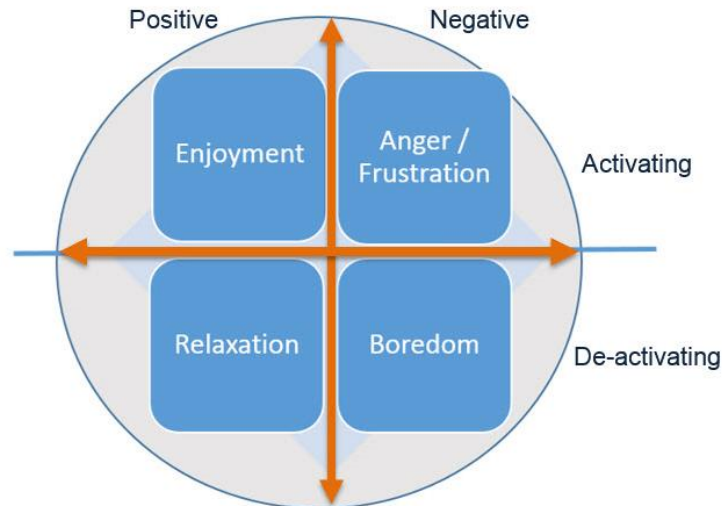 Positive
Negative
Enjoyment
Anger /
Frustration
Activating
Relaxation
Boredom
De-activating